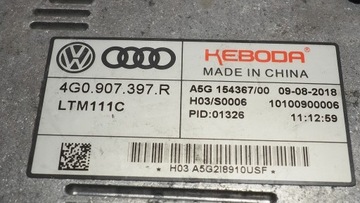 KEBODA
MADE IN CHINA
4G0.907.397.R
LTM111C
A5G 154367/00 09-08-2018
H03/S0006 10100900006
PID:01326 11:12:59
H03 A5G2I8910USF